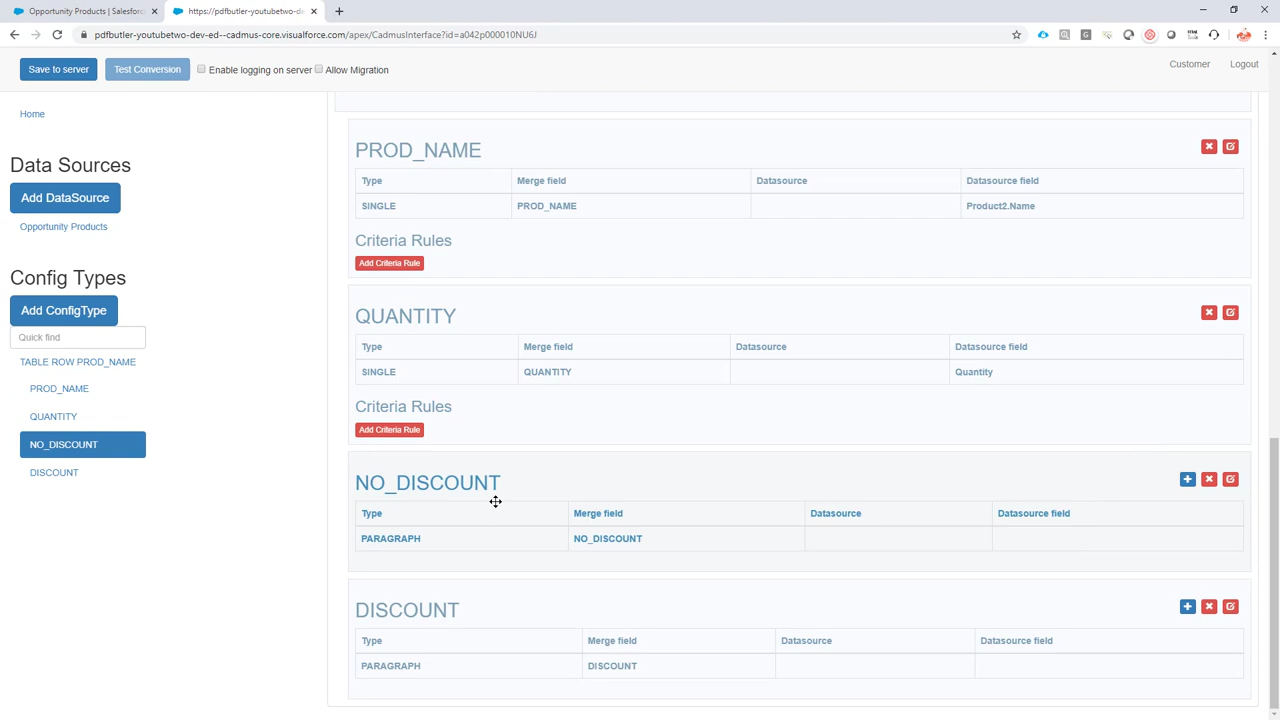 Opportunity Products | Salesforc
https://pdfbutler-youtubetwo-de
pdfbutler-youtubetwo-dev-ed--cadmus-core.visualforce.com/apex/CadmusInterface?id=a042p000010NU6J
Save to server
Test Conversion
Enable logging on server
Allow Migration
Customer
Logout
Home
Data Sources
Add DataSource
Opportunity Products
Config Types
Add ConfigType
Quick find
TABLE ROW PROD_NAME
PROD_NAME
QUANTITY
NO_DISCOUNT
DISCOUNT
PROD_NAME
Type Merge field Datasource Datasource field
SINGLE PROD_NAME Product2.Name
Criteria Rules
Add Criteria Rule
QUANTITY
Type Merge field Datasource Datasource field
SINGLE QUANTITY Quantity
Criteria Rules
Add Criteria Rule
NO_DISCOUNT
Type Merge field Datasource Datasource field
PARAGRAPH NO_DISCOUNT
DISCOUNT
Type Merge field Datasource Datasource field
PARAGRAPH DISCOUNT